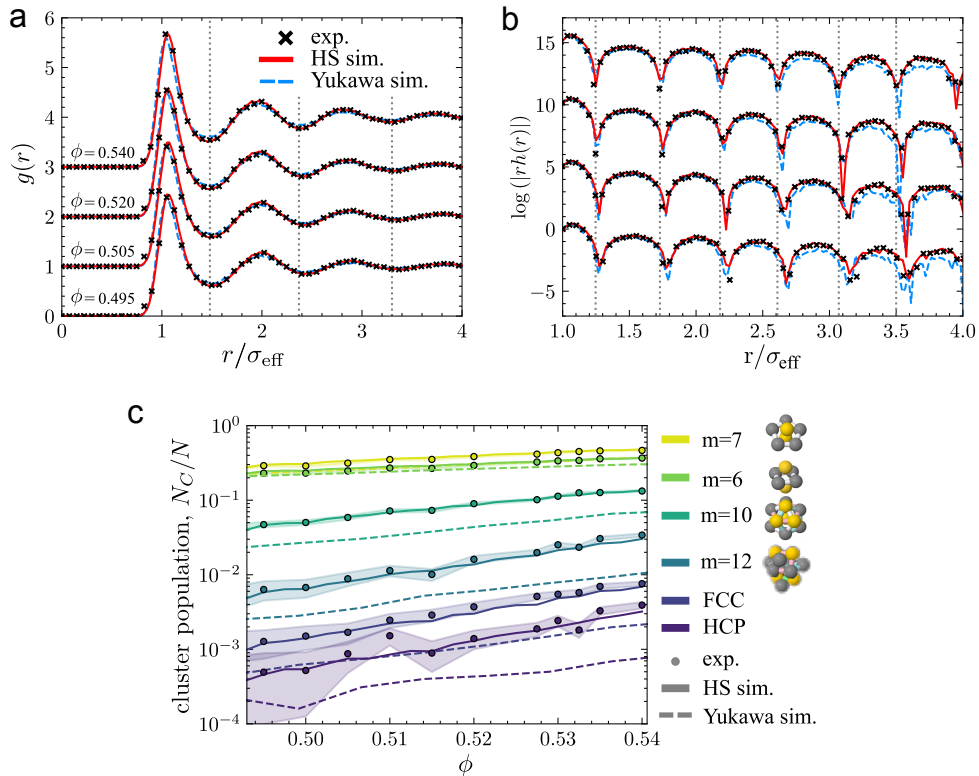 a
6
5
4
3
2
1
0
g(r)
exp.
HS sim.
Yukawa sim.
ϕ = 0.540
ϕ = 0.520
ϕ = 0.505
ϕ = 0.495
0 1 2 3 4
r/σ_eff
b
15
10
5
0
−5
log(|rh(r)|)
1.0 1.5 2.0 2.5 3.0 3.5 4.0
r/σ_eff
c
10^0
10^−1
10^−2
10^−3
10^−4
cluster population, N_C/N
0.50 0.51 0.52 0.53 0.54
ϕ
m=7
m=6
m=10
m=12
FCC
HCP
exp.
HS sim.
Yukawa sim.